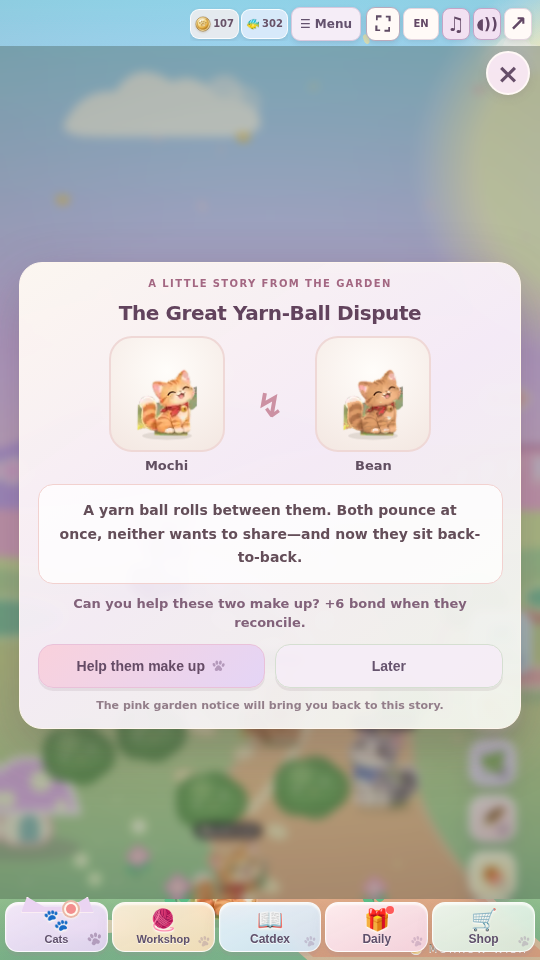 107
302
☰ Menu
EN
A LITTLE STORY FROM THE GARDEN
The Great Yarn-Ball Dispute
Mochi
Bean
A yarn ball rolls between them. Both pounce at
once, neither wants to share—and now they sit back-
to-back.
Can you help these two make up? +6 bond when they
reconcile.
Help them make up
Later
The pink garden notice will bring you back to this story.
Cats
Workshop
Catdex
Daily
Shop